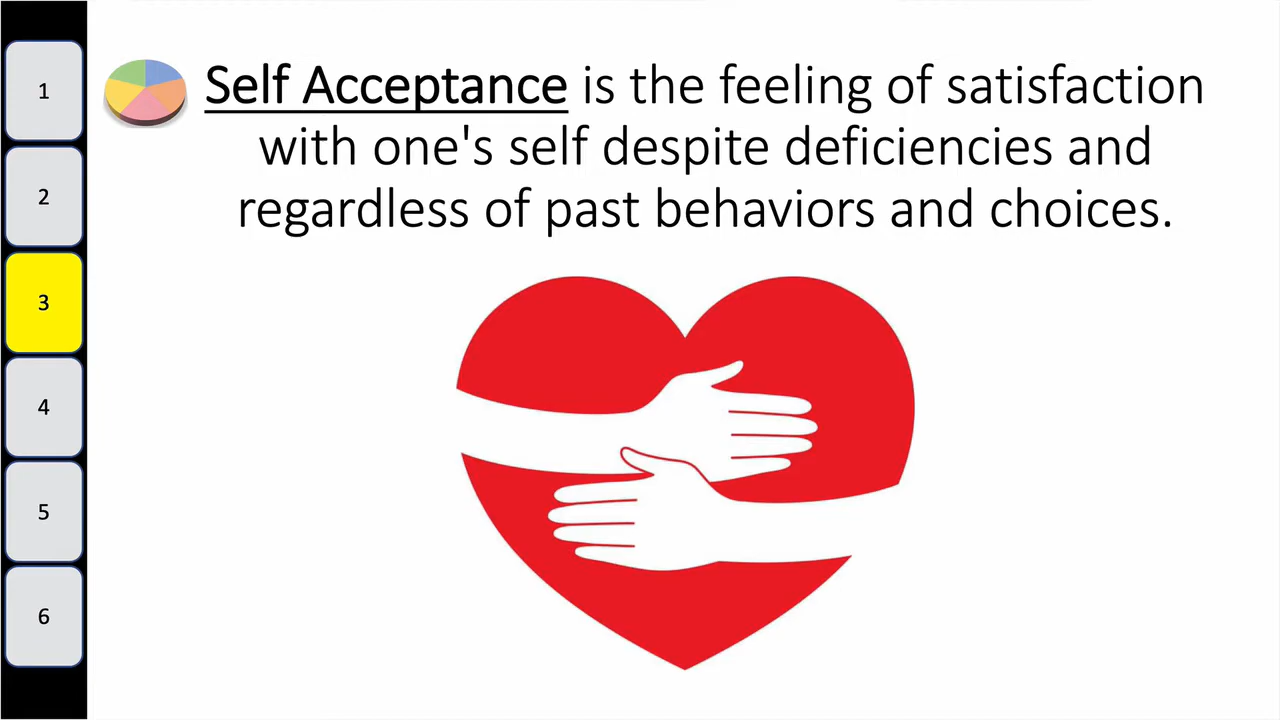 1
2
3
4
5
6
Self Acceptance is the feeling of satisfaction
with one's self despite deficiencies and
regardless of past behaviors and choices.